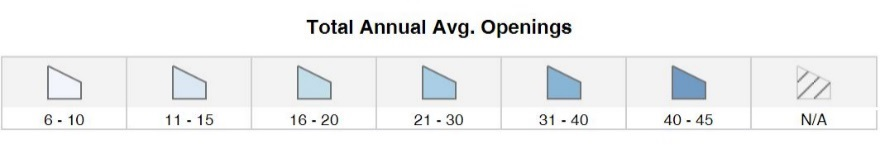 Total Annual Avg. Openings
6 - 10 11 - 15 16 - 20 21 - 30 31 - 40 40 - 45 N/A